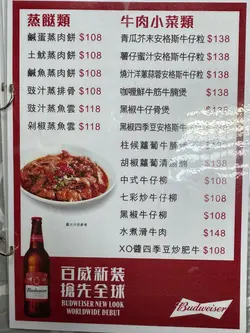 蒸餸類
鹹蛋蒸肉餅 $108
土魷蒸肉餅 $108
鹹魚蒸肉餅 $108
豉汁蒸排骨 $108
豉汁蒸魚雲 $118
剁椒蒸魚雲 $118
牛肉小菜類
青瓜芥末安格斯牛仔粒 $138
薯仔蜜汁安格斯牛仔粒 $138
燒汁洋蔥蒜蓉安格斯牛仔粒 $138
咖喱鮮牛筋牛腩煲 $138
黑椒牛仔骨煲 $138
黑椒四季豆安格斯牛仔粒 $138
柱侯蘿蔔牛腩 $138
胡椒蘿蔔清湯腩 $138
中式牛仔柳 $108
七彩炒牛仔柳 $108
黑椒牛仔柳 $108
水煮滑牛肉 $148
XO醬四季豆炒肥牛 $108
百威新裝
搶先全球
BUDWEISER NEW LOOK
WORLDWIDE DEBUT
Budweiser